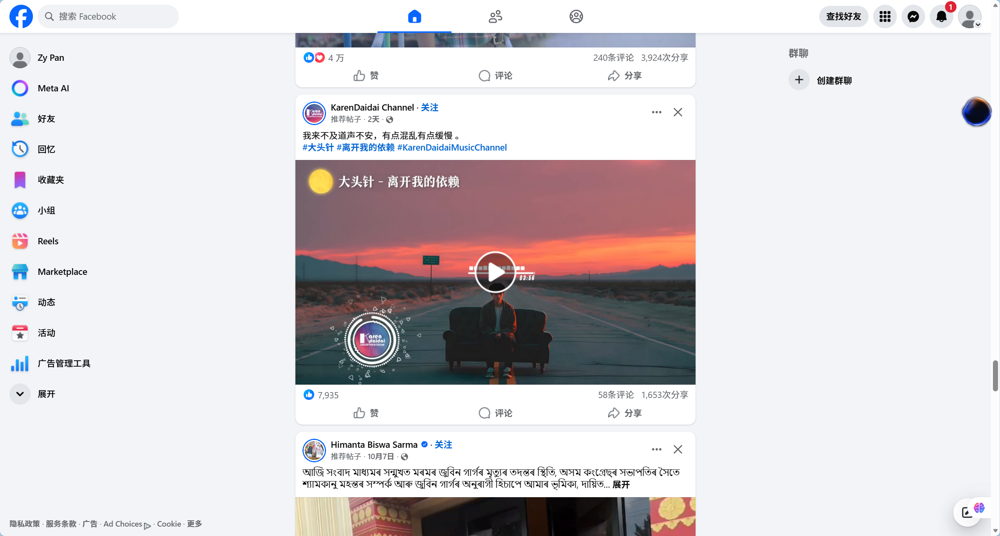 搜索 Facebook
查找好友
1
Zy Pan
Meta AI
好友
回忆
收藏夹
小组
Reels
Marketplace
动态
活动
广告管理工具
展开
隐私政策 · 服务条款 · 广告 · Ad Choices · Cookie · 更多
4 万
240条评论 3,924次分享
赞 评论 分享
KarenDaidai Channel · 关注
推荐帖子 · 2天 ·
我来不及道声不安，有点混乱有点缓慢 。
#大头针 #离开我的依赖 #KarenDaidaiMusicChannel
大头针 - 离开我的依赖
03:56
Karen
daidai
SUBSCRIPTION IN YOUTUBE
7,935
58条评论 1,653次分享
赞 评论 分享
Himanta Biswa Sarma · 关注
推荐帖子 · 10月7日 ·
আজি সংবাদ মাধ্যমৰ সন্মুখত মৰমৰ জুবিন গাৰ্গৰ মৃত্যুৰ তদন্তৰ স্থিতি, অসম কংগ্ৰেছৰ সভাপতিৰ সৈতে
শ্যামকানু মহন্তৰ সম্পৰ্ক আৰু জুবিন গাৰ্গৰ অনুৰাগী হিচাপে আমাৰ ভূমিকা, দায়িত... 展开
群聊
创建群聊